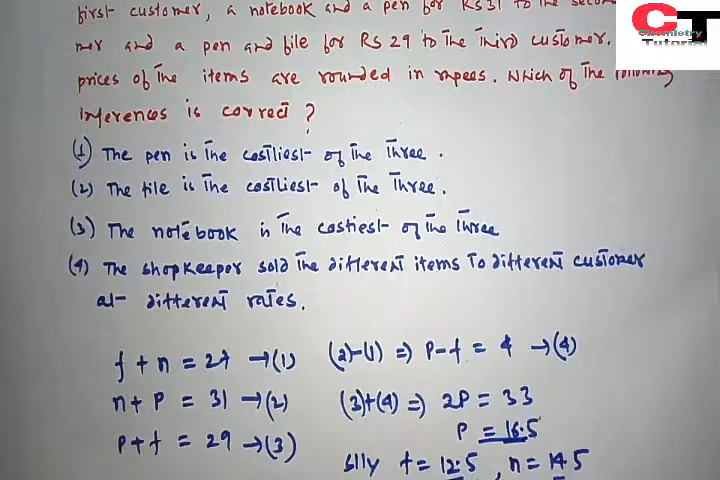 first customer, a notebook and a pen for Rs 31 to the secon
mer and a pen and file for Rs 29 to the third customer.
prices of the items are rounded in rupees. Which of the following
inferences is correct ?
(1) The pen is the costliest of the three.
(2) The file is the costliest of the three.
(3) The notebook is the costiest of the three
(4) The shopkeeper sold the different items to different customer
at different rates.
f + n = 27 →(1) (2)-(1) => P-f = 4 →(4)
n + P = 31 →(2) (3)+(4) => 2P = 33
P = 16.5
P + f = 29 →(3)
Slly f = 12.5 , n = 14.5
CT
Chemistry
Tutorial